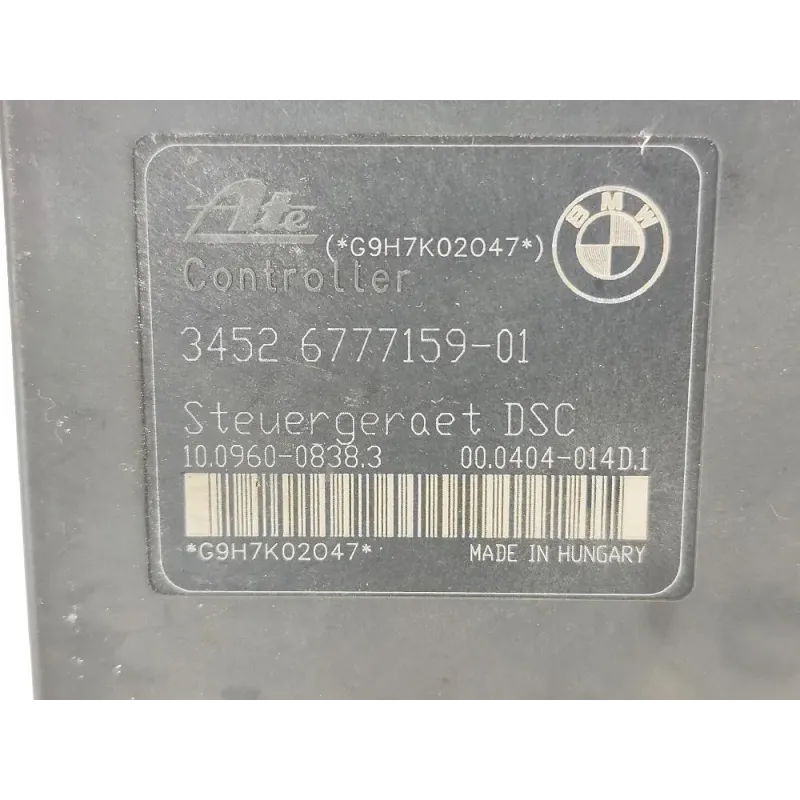 Ate
BMW
(*G9H7K02047*)
Controller
3452 6777159-01
Steuergeraet DSC
10.0960-0838.3 00.0404-014D.1
*G9H7K02047* MADE IN HUNGARY